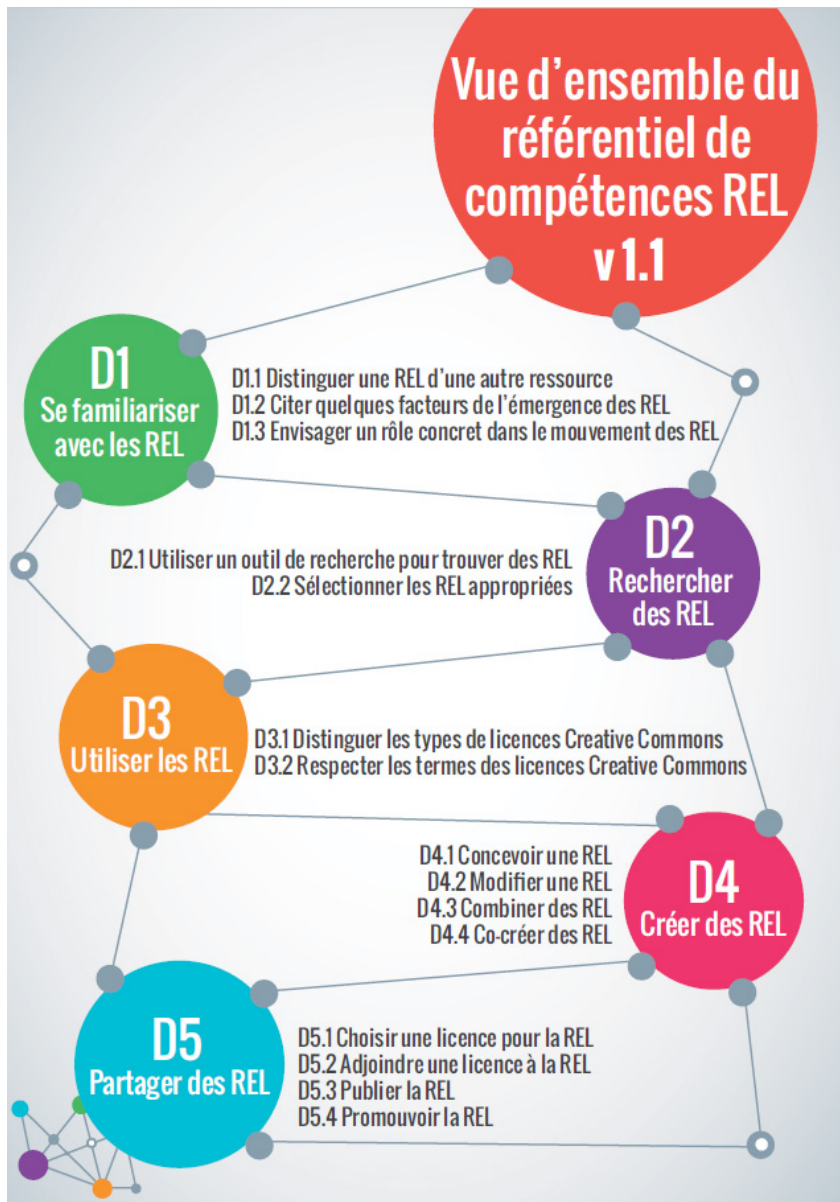 Vue d'ensemble du
référentiel de
compétences REL
v 1.1
D1
Se familiariser
avec les REL
D1.1 Distinguer une REL d'une autre ressource
D1.2 Citer quelques facteurs de l'émergence des REL
D1.3 Envisager un rôle concret dans le mouvement des REL
D2
Rechercher
des REL
D2.1 Utiliser un outil de recherche pour trouver des REL
D2.2 Sélectionner les REL appropriées
D3
Utiliser les REL
D3.1 Distinguer les types de licences Creative Commons
D3.2 Respecter les termes des licences Creative Commons
D4
Créer des REL
D4.1 Concevoir une REL
D4.2 Modifier une REL
D4.3 Combiner des REL
D4.4 Co-créer des REL
D5
Partager des REL
D5.1 Choisir une licence pour la REL
D5.2 Adjoindre une licence à la REL
D5.3 Publier la REL
D5.4 Promouvoir la REL